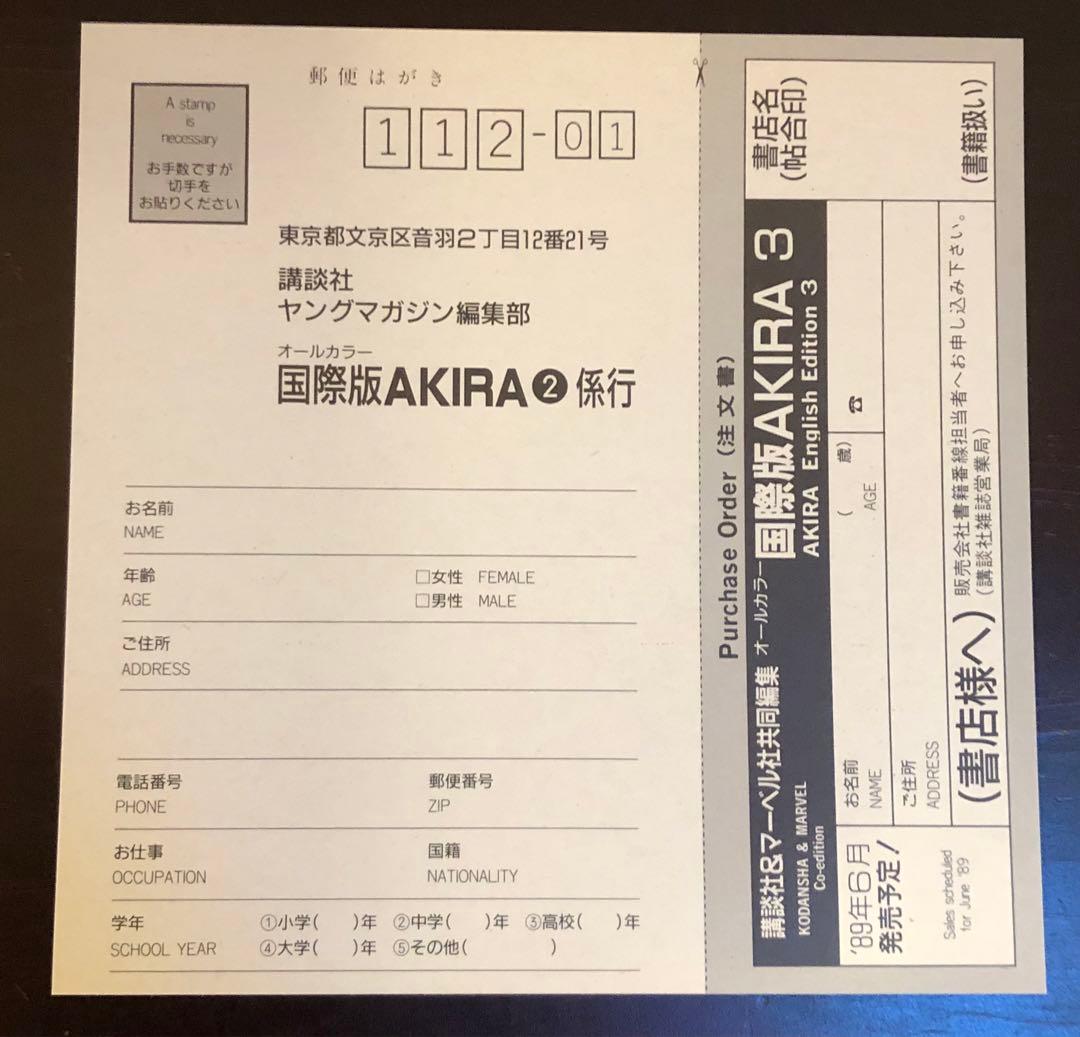 郵便はがき
A stamp
is
necessary
お手数ですが
切手を
お貼りください
112-01
東京都文京区音羽2丁目12番21号
講談社
ヤングマガジン編集部
オールカラー
国際版AKIRA❷係行
お名前
NAME
年齢
AGE
□女性 FEMALE
□男性 MALE
ご住所
ADDRESS
電話番号
PHONE
郵便番号
ZIP
お仕事
OCCUPATION
国籍
NATIONALITY
学年
SCHOOL YEAR
①小学( )年 ②中学( )年 ③高校( )年
④大学( )年 ⑤その他( )
Purchase Order (注文書)
講談社&マーベル社共同編集 オールカラー 国際版AKIRA 3
KODANSHA & MARVEL
Co-edition
AKIRA English Edition 3
書店名
(帖合印)
(書籍扱い)
'89年6月
発売予定!
Sales scheduled
for June '89
お名前
NAME
( 歳)
AGE
☎
ご住所
ADDRESS
(書店様へ)
販売会社書籍番線担当者へお申し込み下さい。
(講談社雑誌営業局)